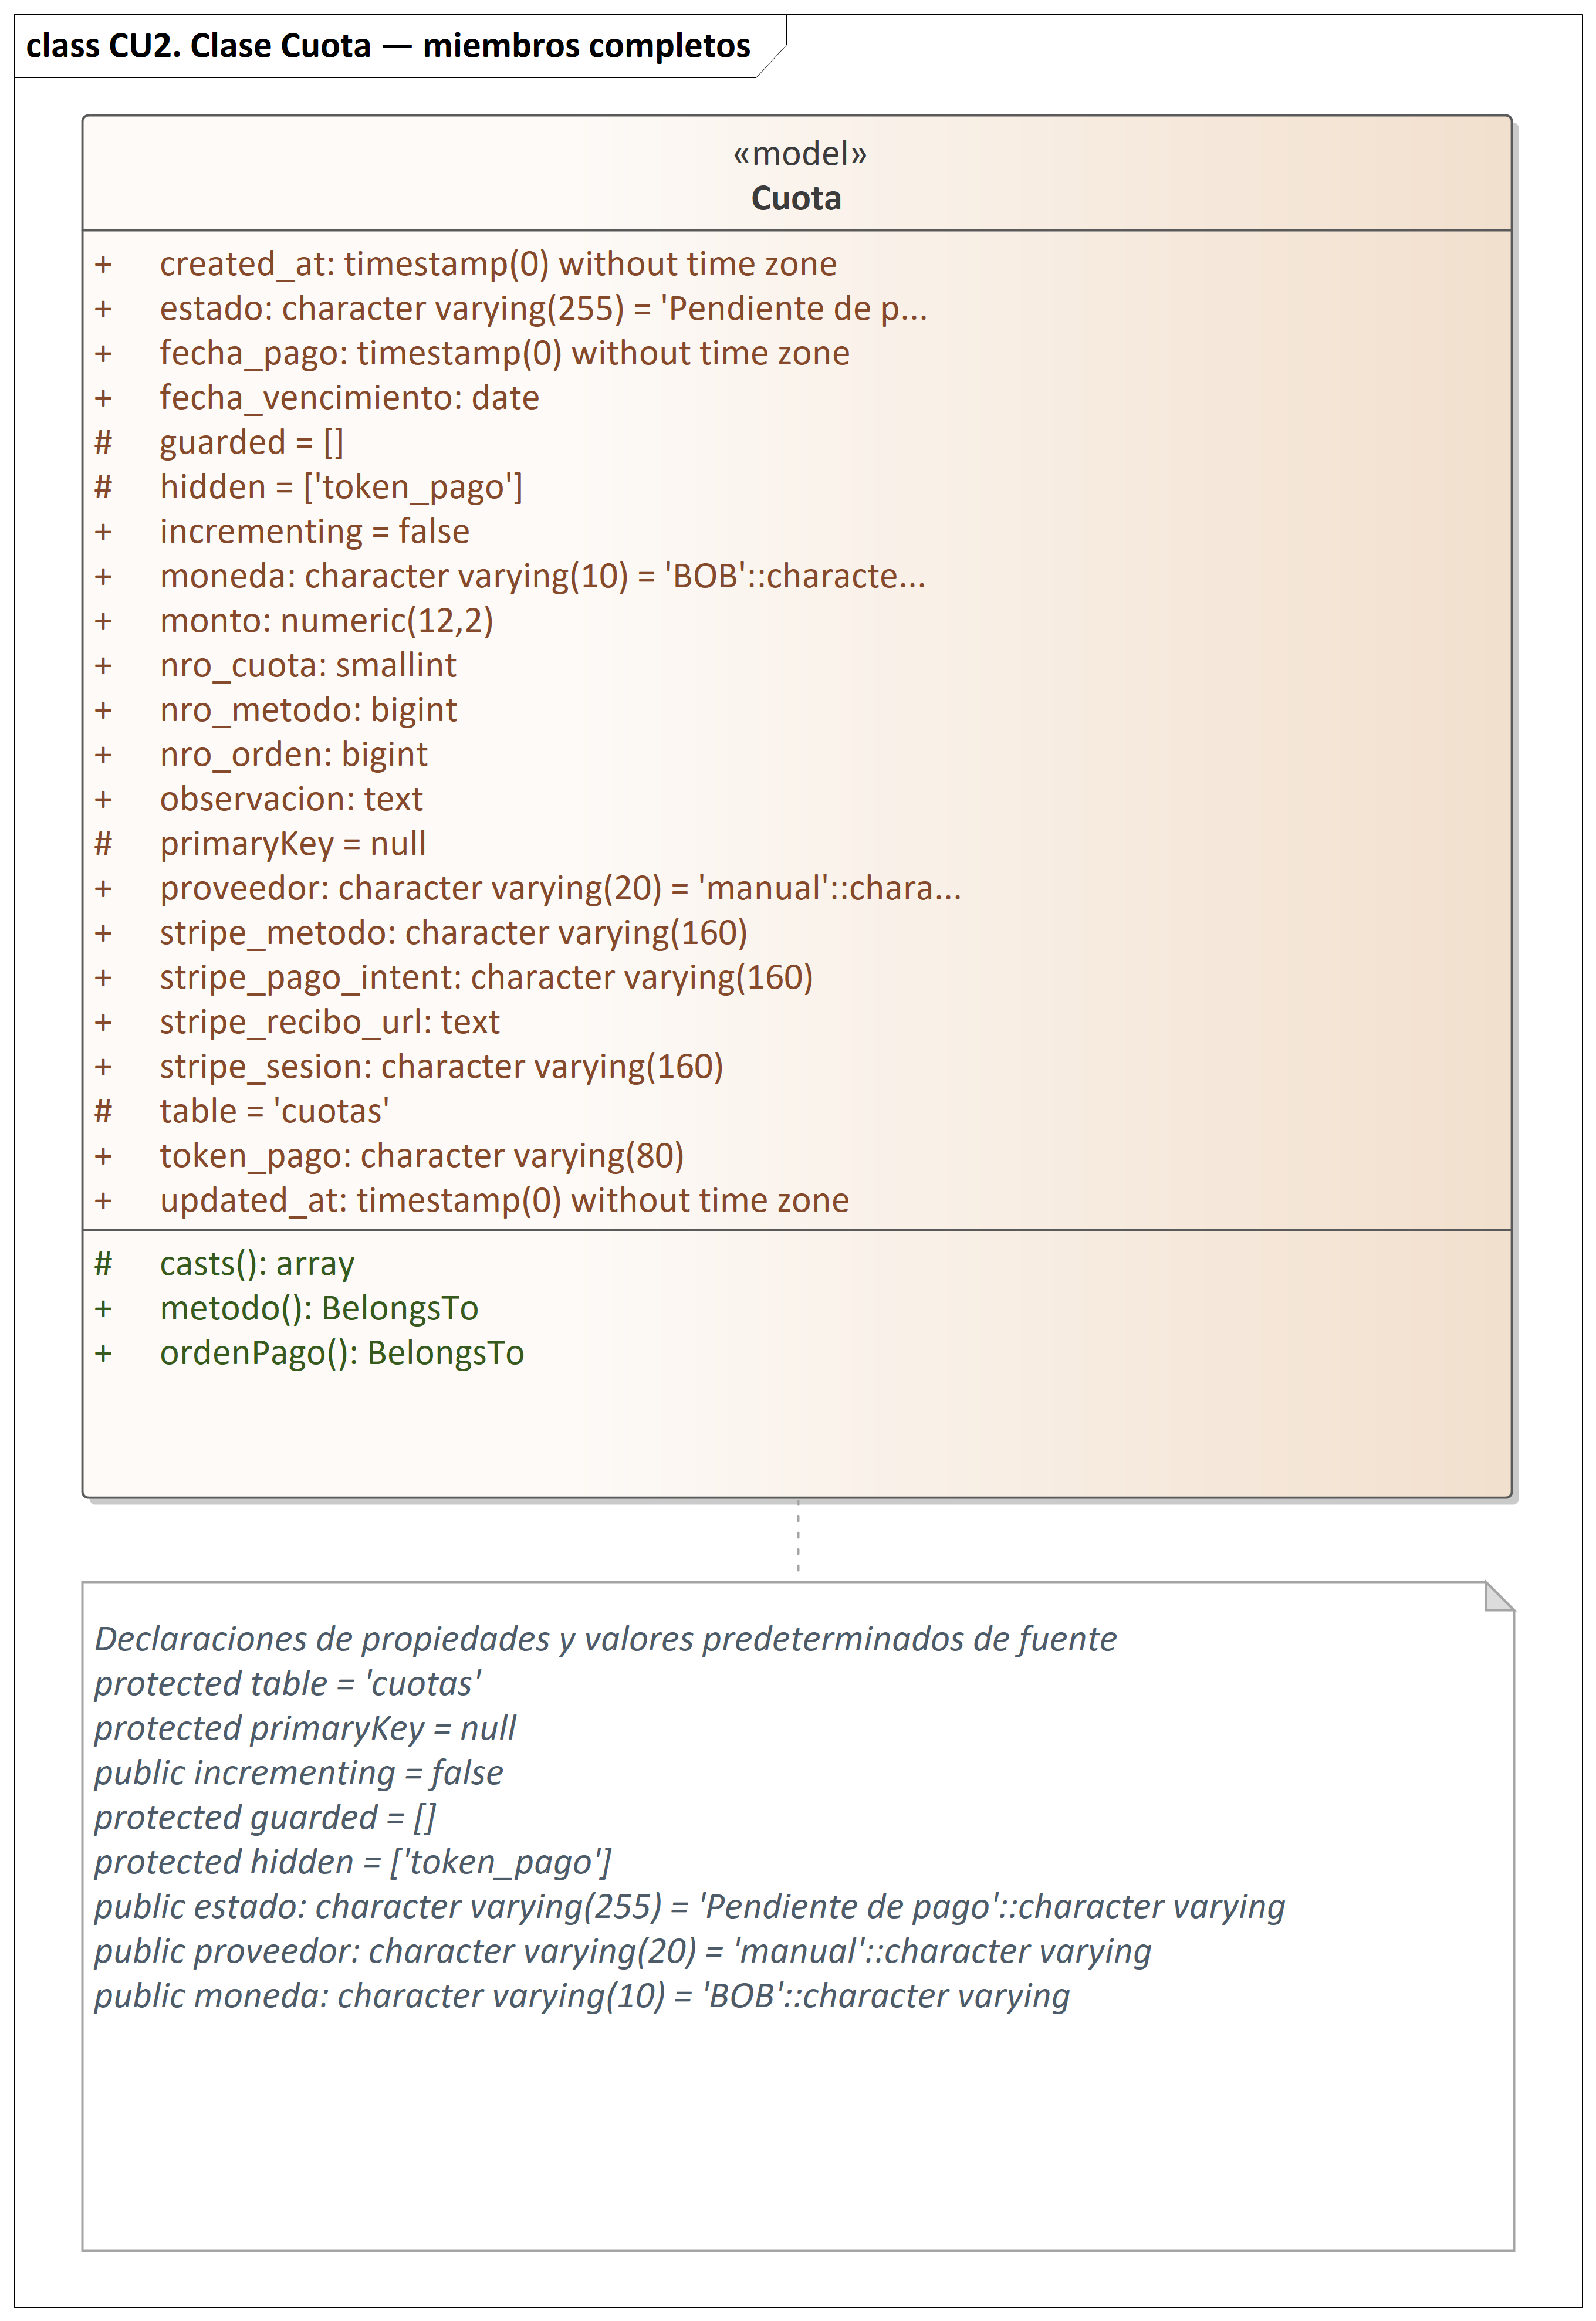 class CU2. Clase Cuota — miembros completos
«model»
Cuota
+ created_at: timestamp(0) without time zone
+ estado: character varying(255) = 'Pendiente de p...
+ fecha_pago: timestamp(0) without time zone
+ fecha_vencimiento: date
# guarded = []
# hidden = ['token_pago']
+ incrementing = false
+ moneda: character varying(10) = 'BOB'::characte...
+ monto: numeric(12,2)
+ nro_cuota: smallint
+ nro_metodo: bigint
+ nro_orden: bigint
+ observacion: text
# primaryKey = null
+ proveedor: character varying(20) = 'manual'::chara...
+ stripe_metodo: character varying(160)
+ stripe_pago_intent: character varying(160)
+ stripe_recibo_url: text
+ stripe_sesion: character varying(160)
# table = 'cuotas'
+ token_pago: character varying(80)
+ updated_at: timestamp(0) without time zone
# casts(): array
+ metodo(): BelongsTo
+ ordenPago(): BelongsTo
Declaraciones de propiedades y valores predeterminados de fuente
protected table = 'cuotas'
protected primaryKey = null
public incrementing = false
protected guarded = []
protected hidden = ['token_pago']
public estado: character varying(255) = 'Pendiente de pago'::character varying
public proveedor: character varying(20) = 'manual'::character varying
public moneda: character varying(10) = 'BOB'::character varying